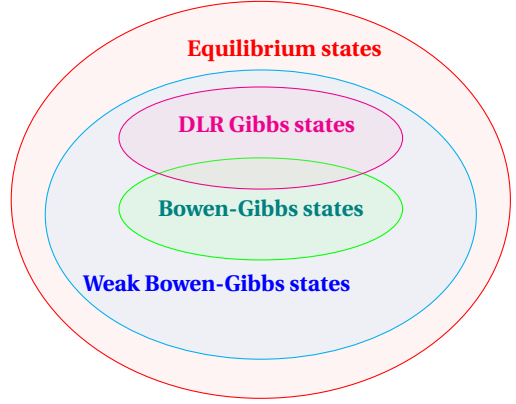 Equilibrium states
DLR Gibbs states
Bowen-Gibbs states
Weak Bowen-Gibbs states